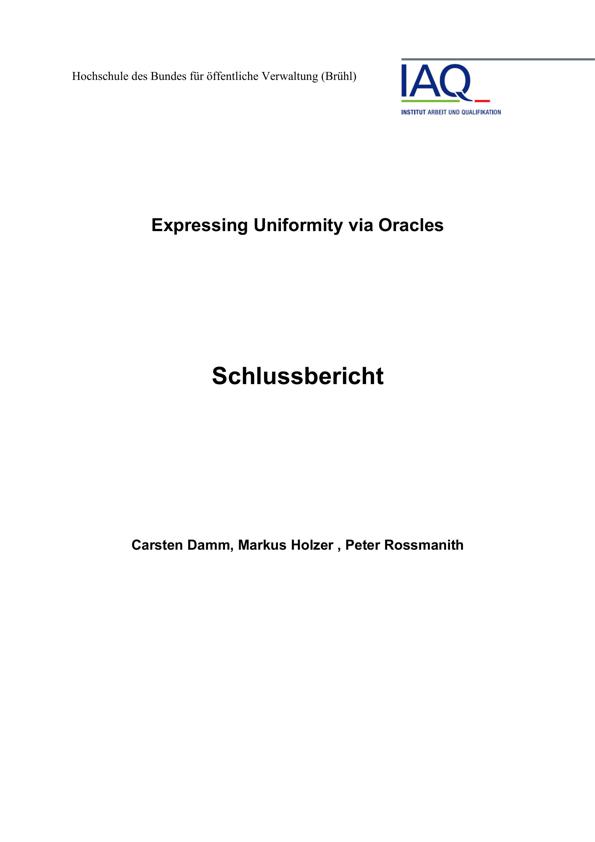 Hochschule des Bundes für öffentliche Verwaltung (Brühl)
IAQ
INSTITUT ARBEIT UND QUALIFIKATION
Expressing Uniformity via Oracles
Schlussbericht
Carsten Damm, Markus Holzer , Peter Rossmanith